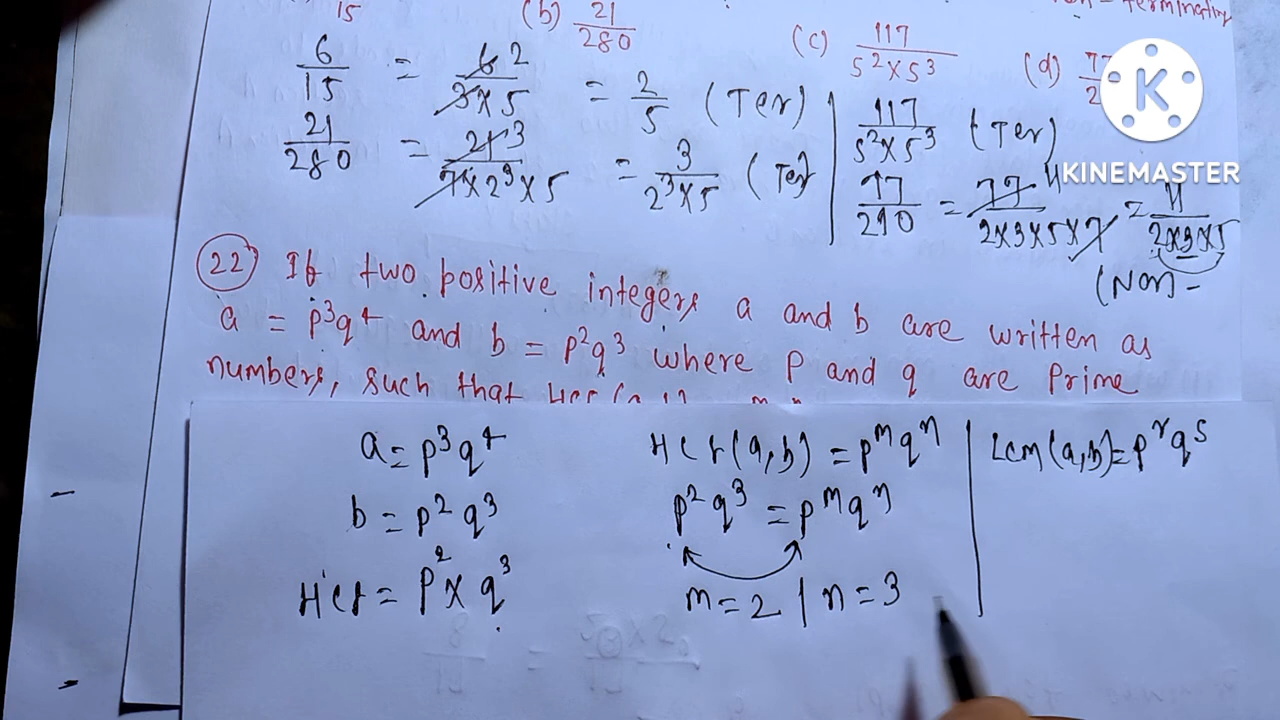 15
(b) 21/280
(c) 117/5²×5³
(d)
6/15 = 6 2/3×5 = 2/5 (Ter)
117/5²×5³ (Ter)
21/280 = 21 3/7×2³×5 = 3/2³×5 (Ter)
77/210 = 77 11/2×3×5×7 = 11/2×3×5
(Non-
K
KINEMASTER
(22) If two positive integers a and b are written as
a = p³q⁴ and b = p²q³ where p and q are prime
numbers, such that
a = p³q⁴
b = p²q³
Hcf = p² × q³
Hcf(a,b) = pᵐqⁿ
p²q³ = pᵐqⁿ
m = 2 | n = 3
Lcm(a,b) = pʳqˢ